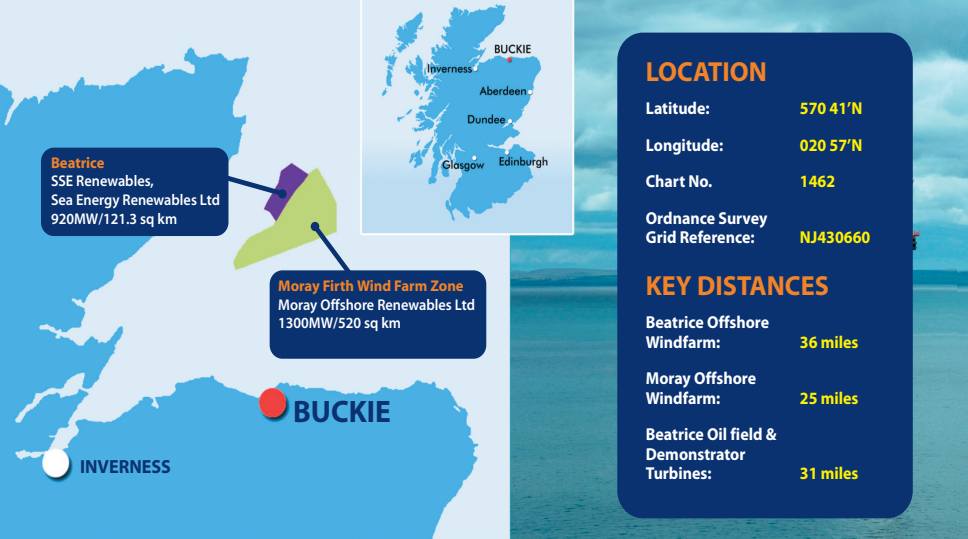 BUCKIE
Inverness
Aberdeen
Dundee
Glasgow
Edinburgh
Beatrice
SSE Renewables,
Sea Energy Renewables Ltd
920MW/121.3 sq km
Moray Firth Wind Farm Zone
Moray Offshore Renewables Ltd
1300MW/520 sq km
BUCKIE
INVERNESS
LOCATION
Latitude: 570 41’N
Longitude: 020 57’N
Chart No. 1462
Ordnance Survey
Grid Reference: NJ430660
KEY DISTANCES
Beatrice Offshore
Windfarm: 36 miles
Moray Offshore
Windfarm: 25 miles
Beatrice Oil field &
Demonstrator
Turbines: 31 miles